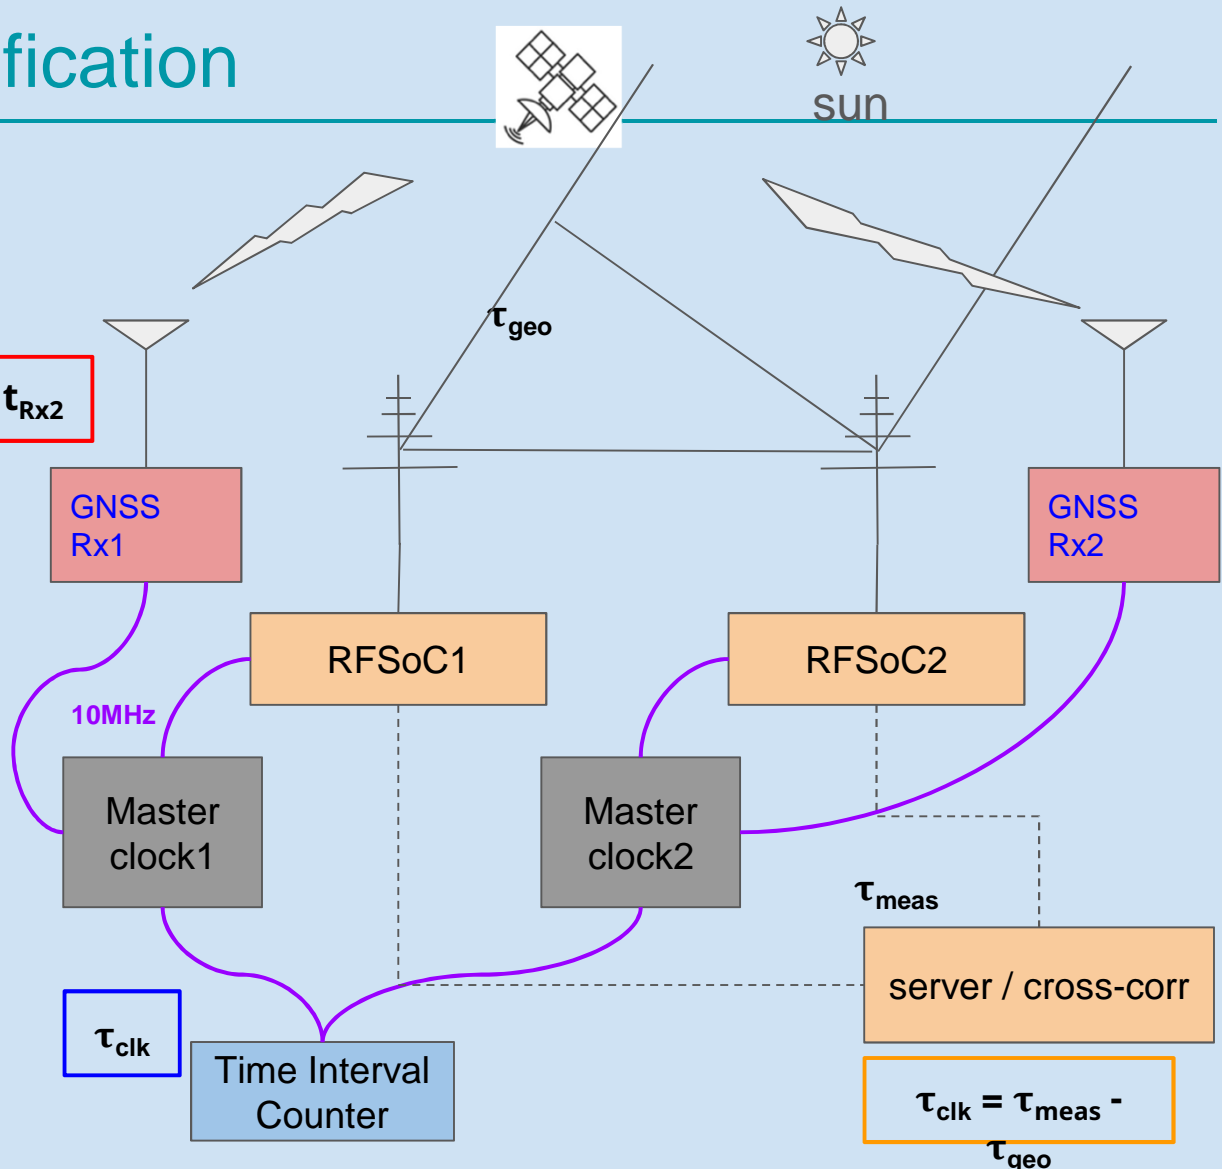 fication
sun
τgeo
tRx2
GNSS
Rx1
GNSS
Rx2
RFSoC1
RFSoC2
10MHz
Master
clock1
Master
clock2
τmeas
server / cross-corr
τclk
Time Interval
Counter
τclk = τmeas -
τgeo